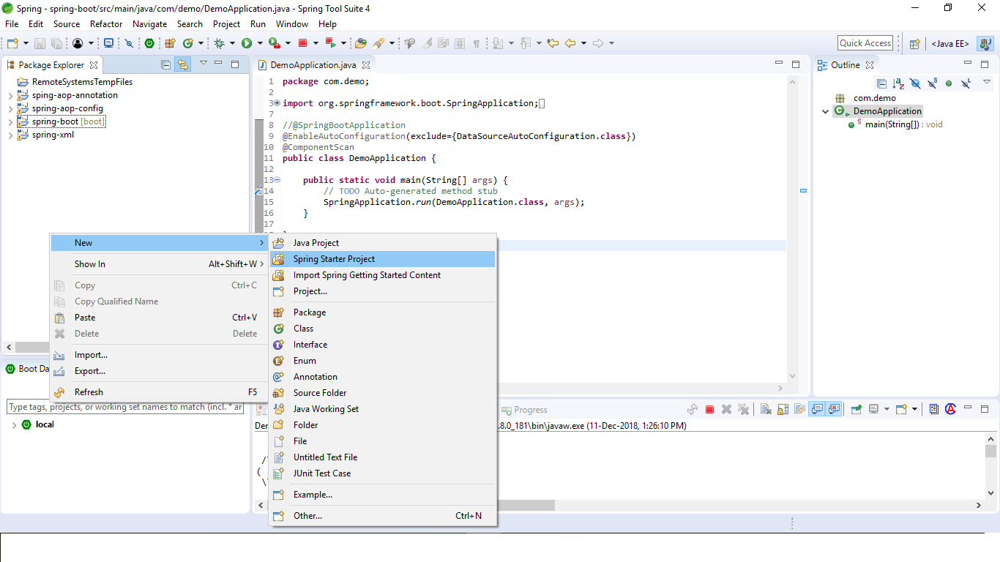 Spring - spring-boot/src/main/java/com/demo/DemoApplication.java - Spring Tool Suite 4
File Edit Source Refactor Navigate Search Project Run Window Help
Quick Access
<Java EE>
Package Explorer
RemoteSystemsTempFiles
sping-aop-annotation
spring-aop-config
spring-boot [boot]
spring-xml
DemoApplication.java
1 package com.demo;
2
3 import org.springframework.boot.SpringApplication;
7
8 //@SpringBootApplication
9 @EnableAutoConfiguration(exclude={DataSourceAutoConfiguration.class})
10 @ComponentScan
11 public class DemoApplication {
12
13 public static void main(String[] args) {
14 // TODO Auto-generated method stub
15 SpringApplication.run(DemoApplication.class, args);
16 }
17
Outline
com.demo
DemoApplication
main(String[]) : void
New
Show In Alt+Shift+W
Copy Ctrl+C
Copy Qualified Name
Paste Ctrl+V
Delete Delete
Import...
Export...
Refresh F5
Java Project
Spring Starter Project
Import Spring Getting Started Content
Project...
Package
Class
Interface
Enum
Annotation
Source Folder
Java Working Set
Folder
File
Untitled Text File
JUnit Test Case
Example...
Other... Ctrl+N
Boot Da
Type tags, projects, or working set names to match (incl. * ar
local
Progress
Der
.8.0_181\bin\javaw.exe (11-Dec-2018, 1:26:10 PM)